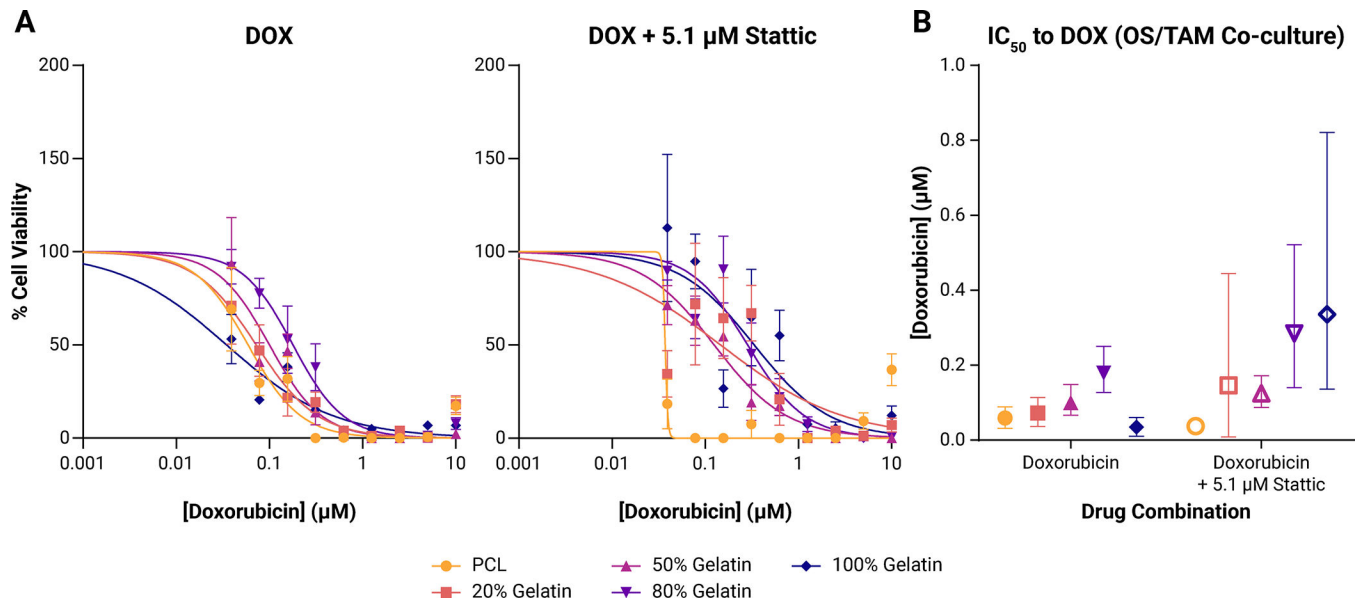 A
DOX
DOX + 5.1 µM Stattic
B
IC50 to DOX (OS/TAM Co-culture)
% Cell Viability
200
150
100
50
0
0.001
0.01
0.1
1
10
[Doxorubicin] (µM)
200
150
100
50
0
0.001
0.01
0.1
1
10
[Doxorubicin] (µM)
[Doxorubicin] (µM)
1.0
0.8
0.6
0.4
0.2
0.0
Doxorubicin
Doxorubicin
+ 5.1 µM Stattic
Drug Combination
PCL
50% Gelatin
100% Gelatin
20% Gelatin
80% Gelatin